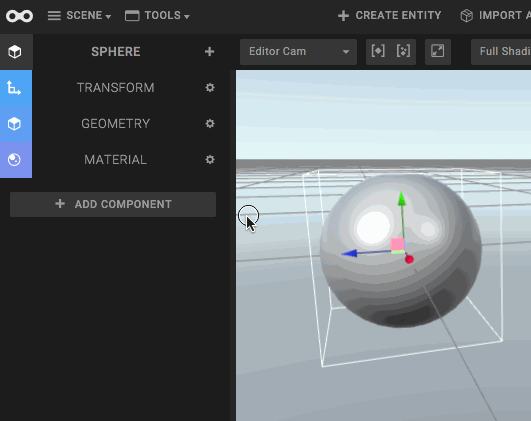 SCENE TOOLS CREATE ENTITY IMPORT
SPHERE Editor Cam Full Shadi
TRANSFORM
GEOMETRY
MATERIAL
ADD COMPONENT